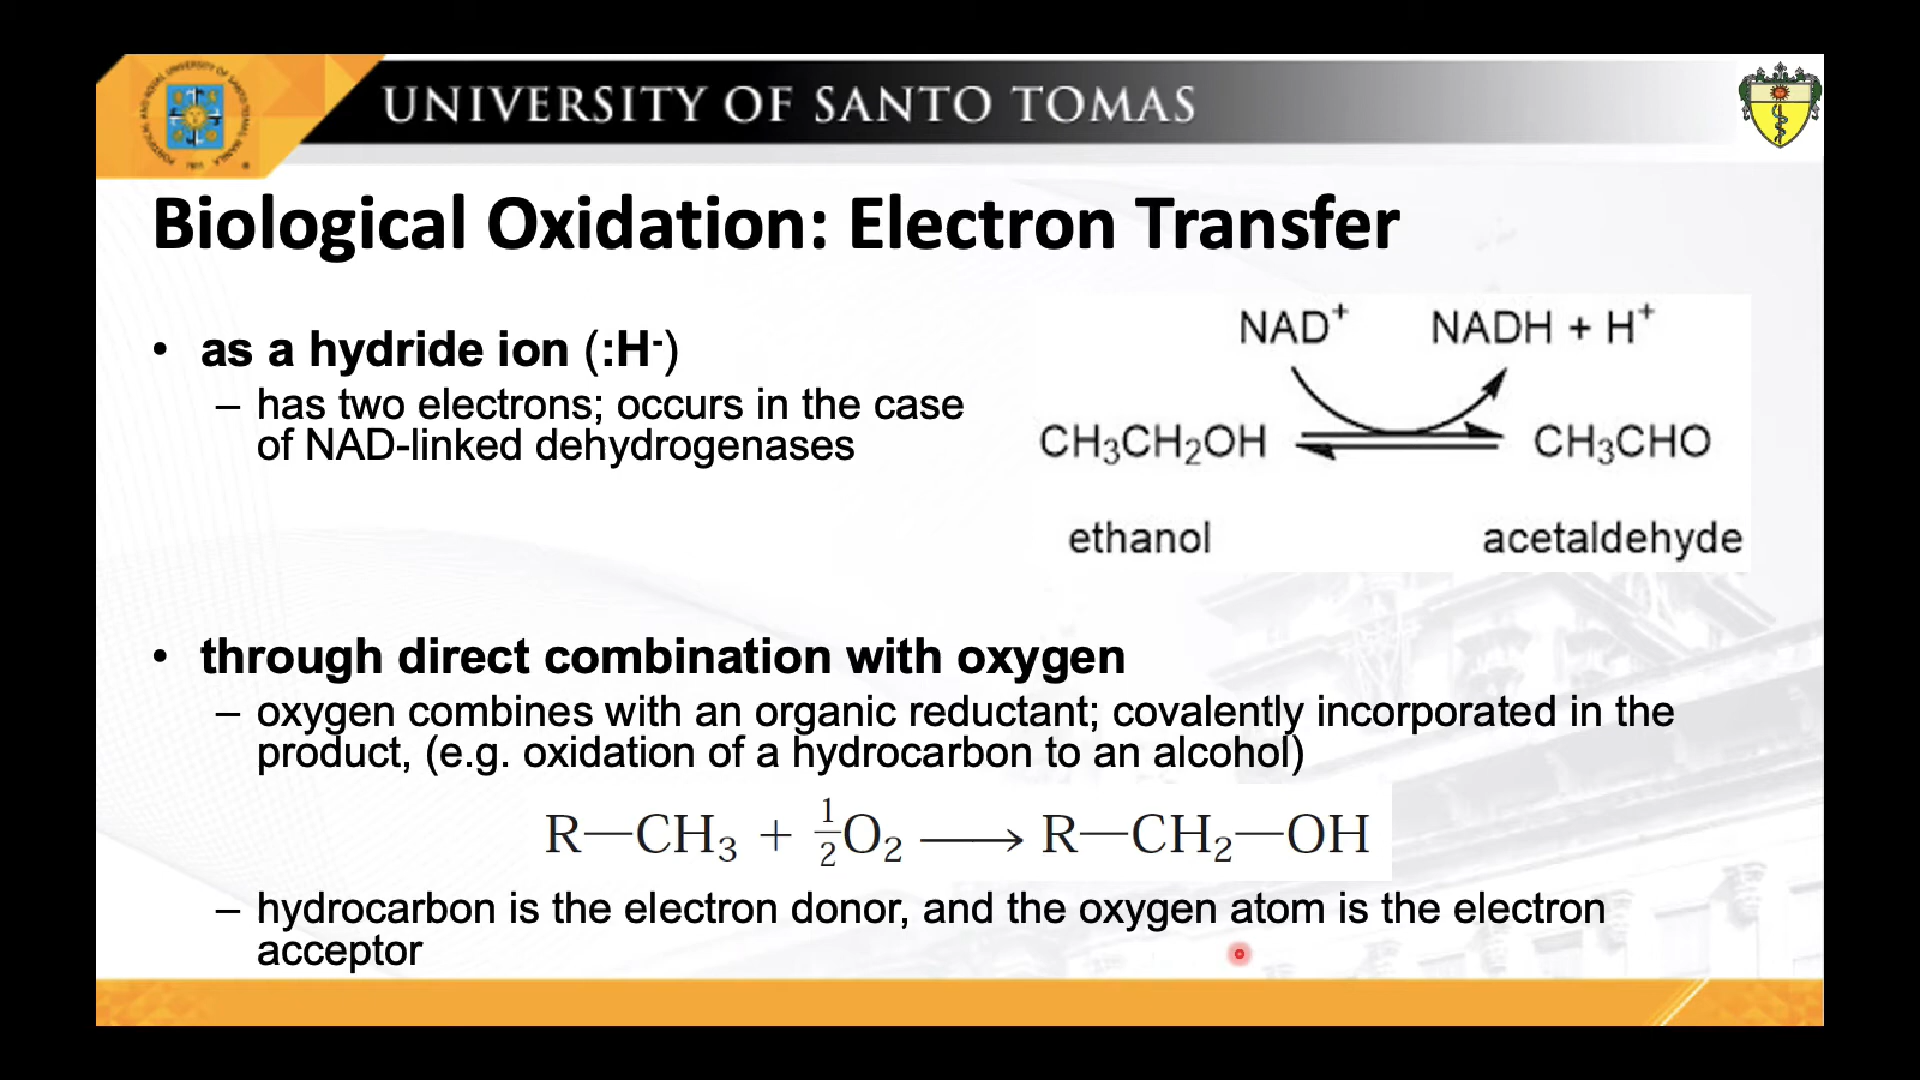 UNIVERSITY OF SANTO TOMAS
Biological Oxidation: Electron Transfer
• as a hydride ion (:H⁻)
– has two electrons; occurs in the case
of NAD-linked dehydrogenases
NAD⁺ NADH + H⁺
CH₃CH₂OH CH₃CHO
ethanol acetaldehyde
• through direct combination with oxygen
– oxygen combines with an organic reductant; covalently incorporated in the
product, (e.g. oxidation of a hydrocarbon to an alcohol)
R—CH₃ + ½O₂ ⟶ R—CH₂—OH
– hydrocarbon is the electron donor, and the oxygen atom is the electron
acceptor